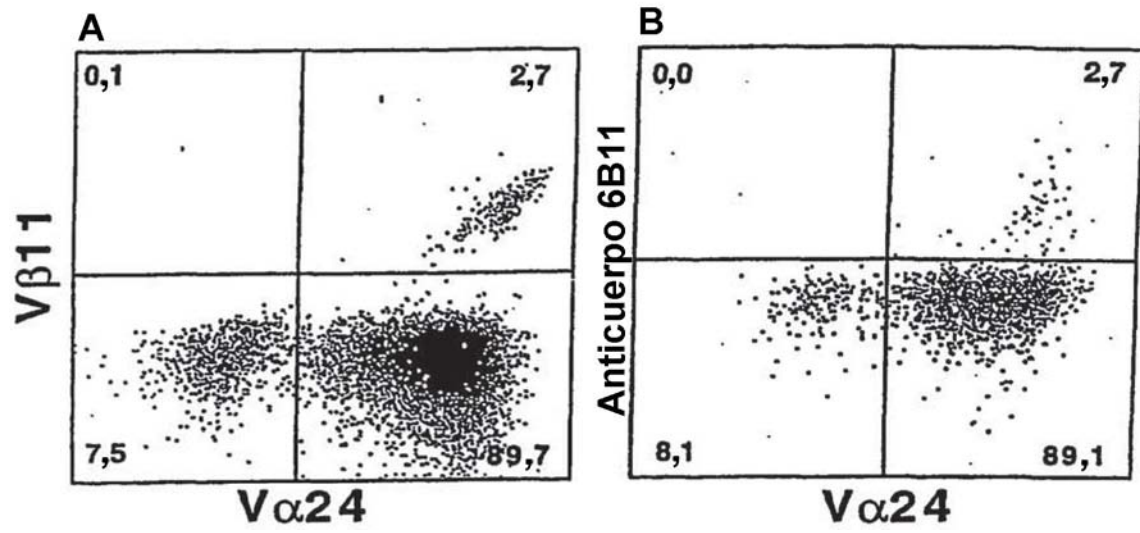 A
0,1
2,7
Vβ11
7,5
89,7
Vα24
B
0,0
2,7
Anticuerpo 6B11
8,1
89,1
Vα24